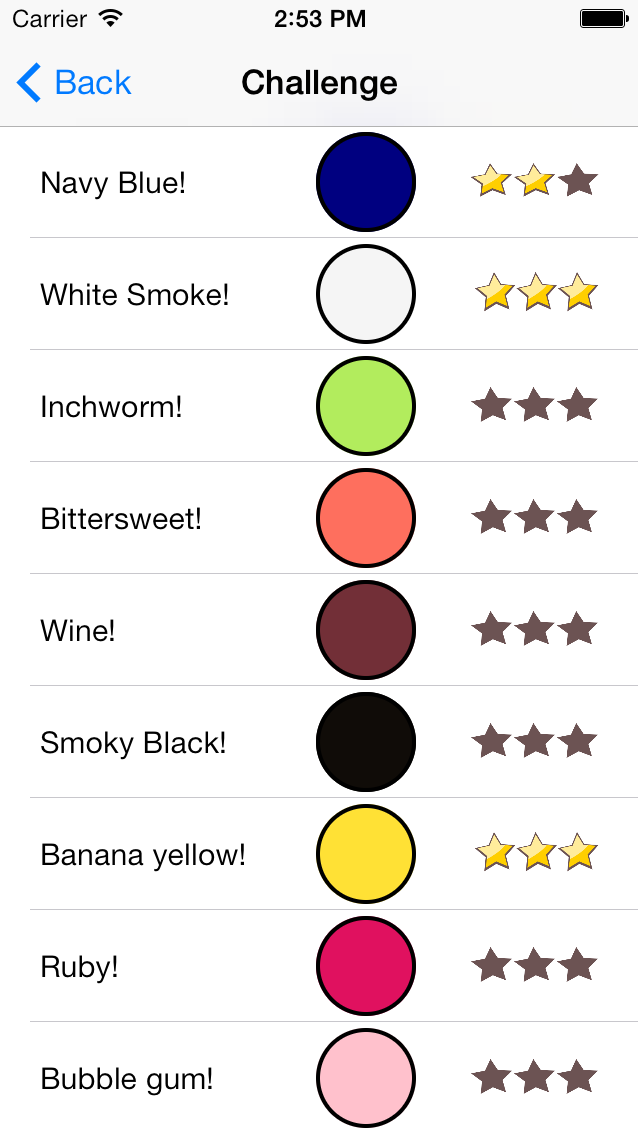 Carrier 2:53 PM
Back Challenge
Navy Blue!
White Smoke!
Inchworm!
Bittersweet!
Wine!
Smoky Black!
Banana yellow!
Ruby!
Bubble gum!